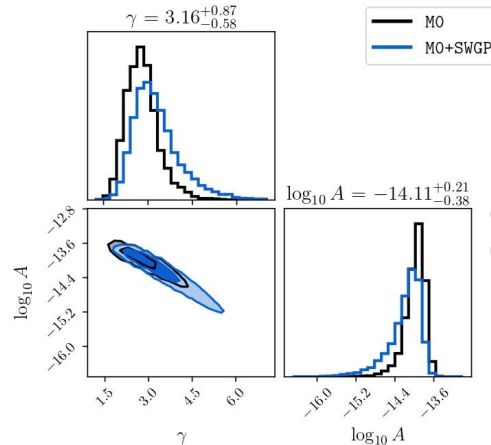 γ = 3.16^{+0.87}_{-0.58}
M0
M0+SWGP
log₁₀ A = −14.11^{+0.21}_{-0.38}
−12.8
−13.6
−14.4
−15.2
−16.0
log₁₀ A
1.5
3.0
4.5
6.0
γ
−16.0
−15.2
−14.4
−13.6
log₁₀ A